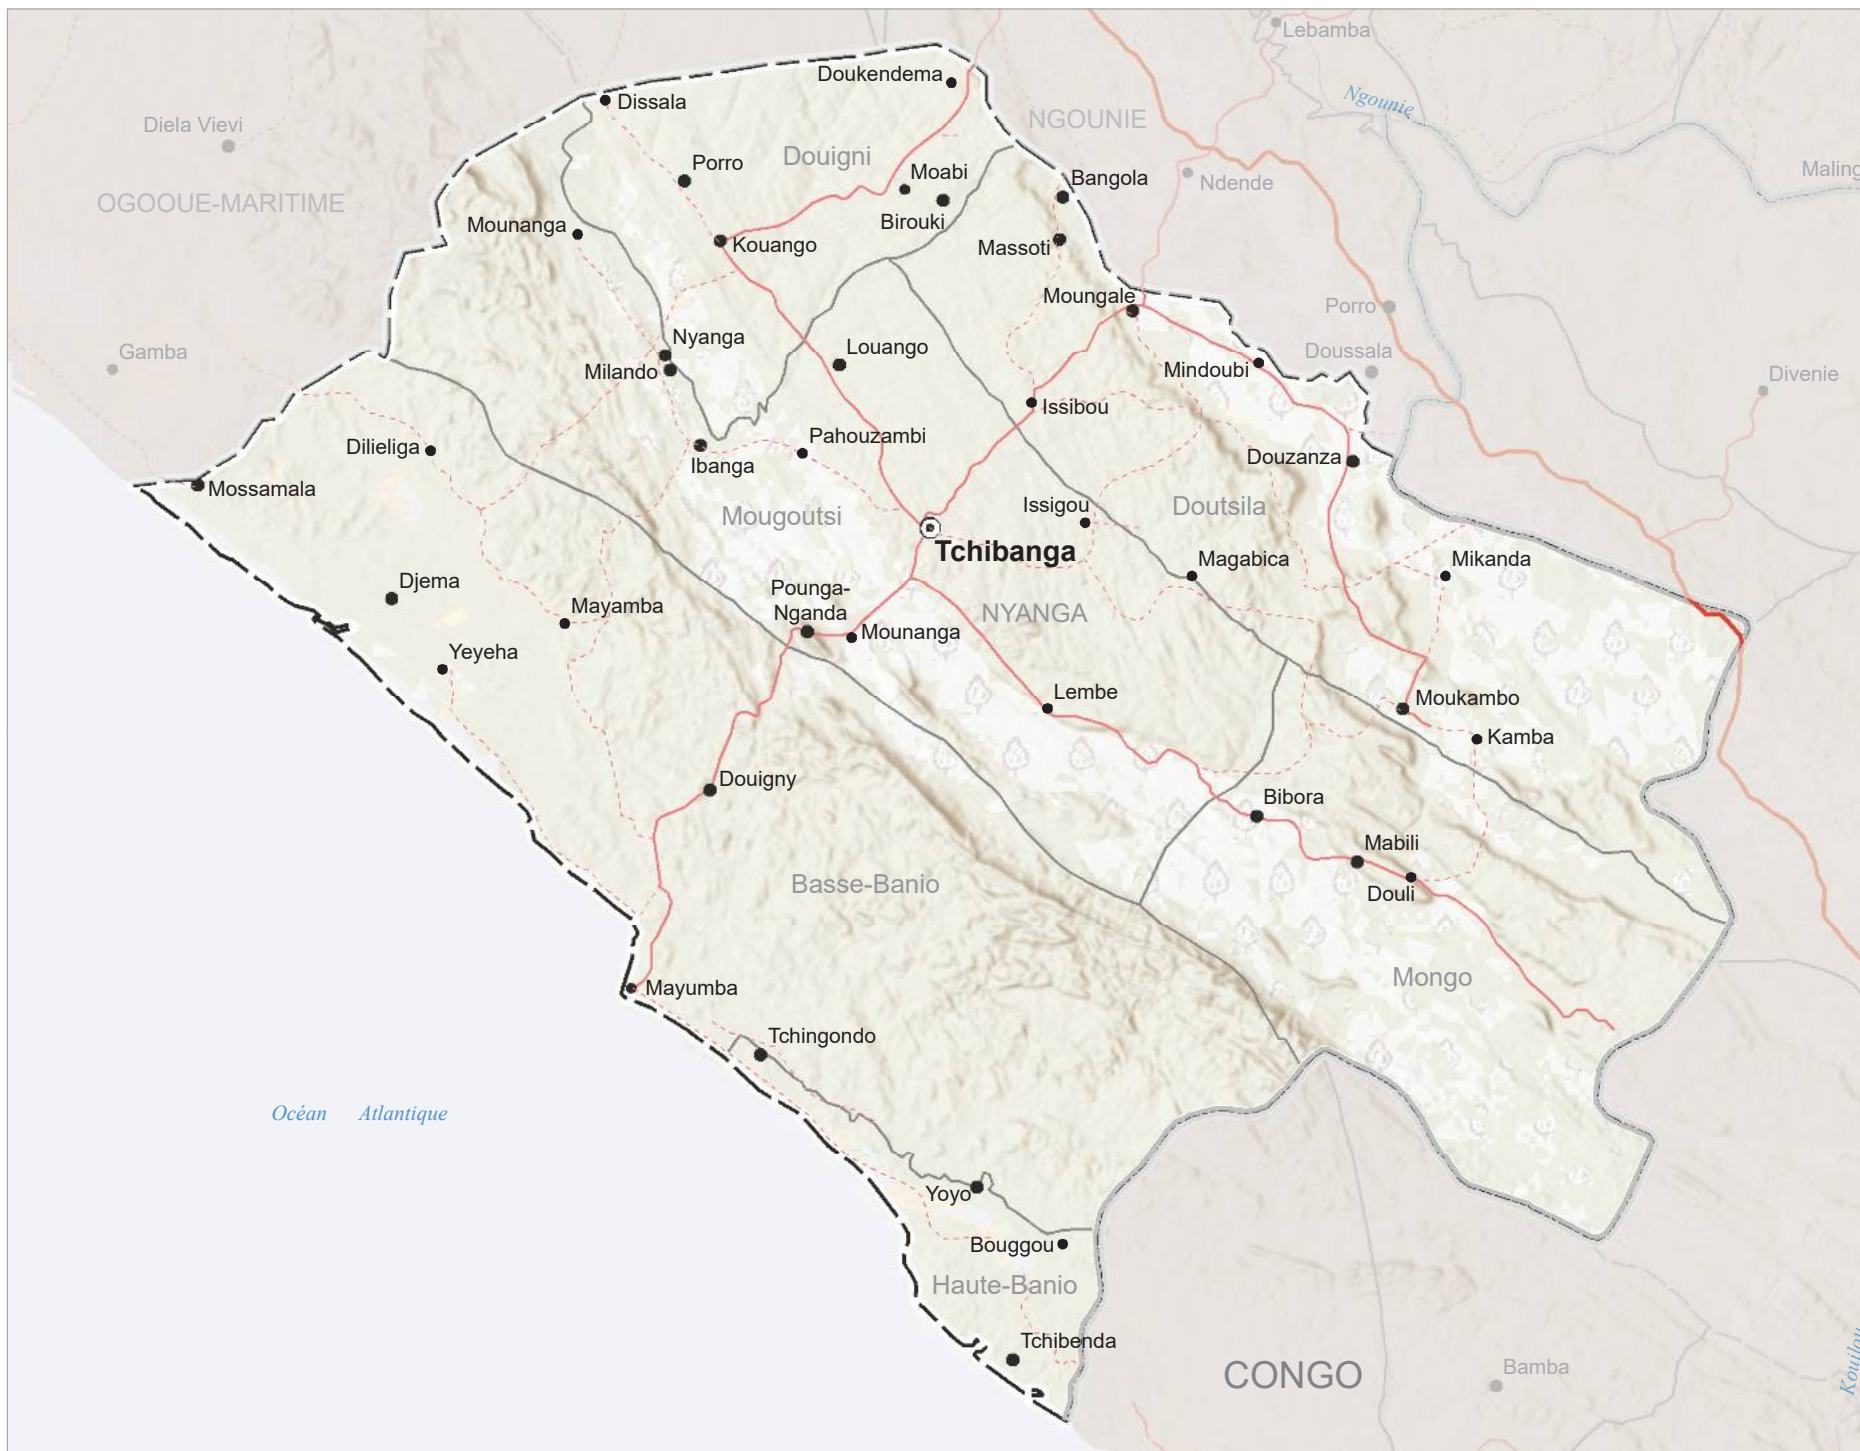 Lebamba
Doukendema
Dissala
Ngounie
NGOUNIE
Diela Vievi
Douigni
Porro
Moabi
Maling
Bangola
Ndende
OGOOUE-MARITIME
Mounanga
Birouki
Kouango
Massoti
Moungale
Porro
Nyanga
Louango
Gamba
Milando
Doussala
Mindoubi
Divenie
Issibou
Pahouzambi
Dilieliga
Ibanga
Douzanza
Mossamala
Mougoutsi
Issigou
Doutsila
Tchibanga
Magabica
Mikanda
Djema
Pounga-
Nganda
Mayamba
NYANGA
Mounanga
Yeyeha
Lembe
Moukambo
Kamba
Douigny
Bibora
Mabili
Basse-Banio
Douli
Mongo
Mayumba
Tchingondo
Océan Atlantique
Yoyo
Bouggou
Haute-Banio
Tchibenda
CONGO
Bamba
Kouilou